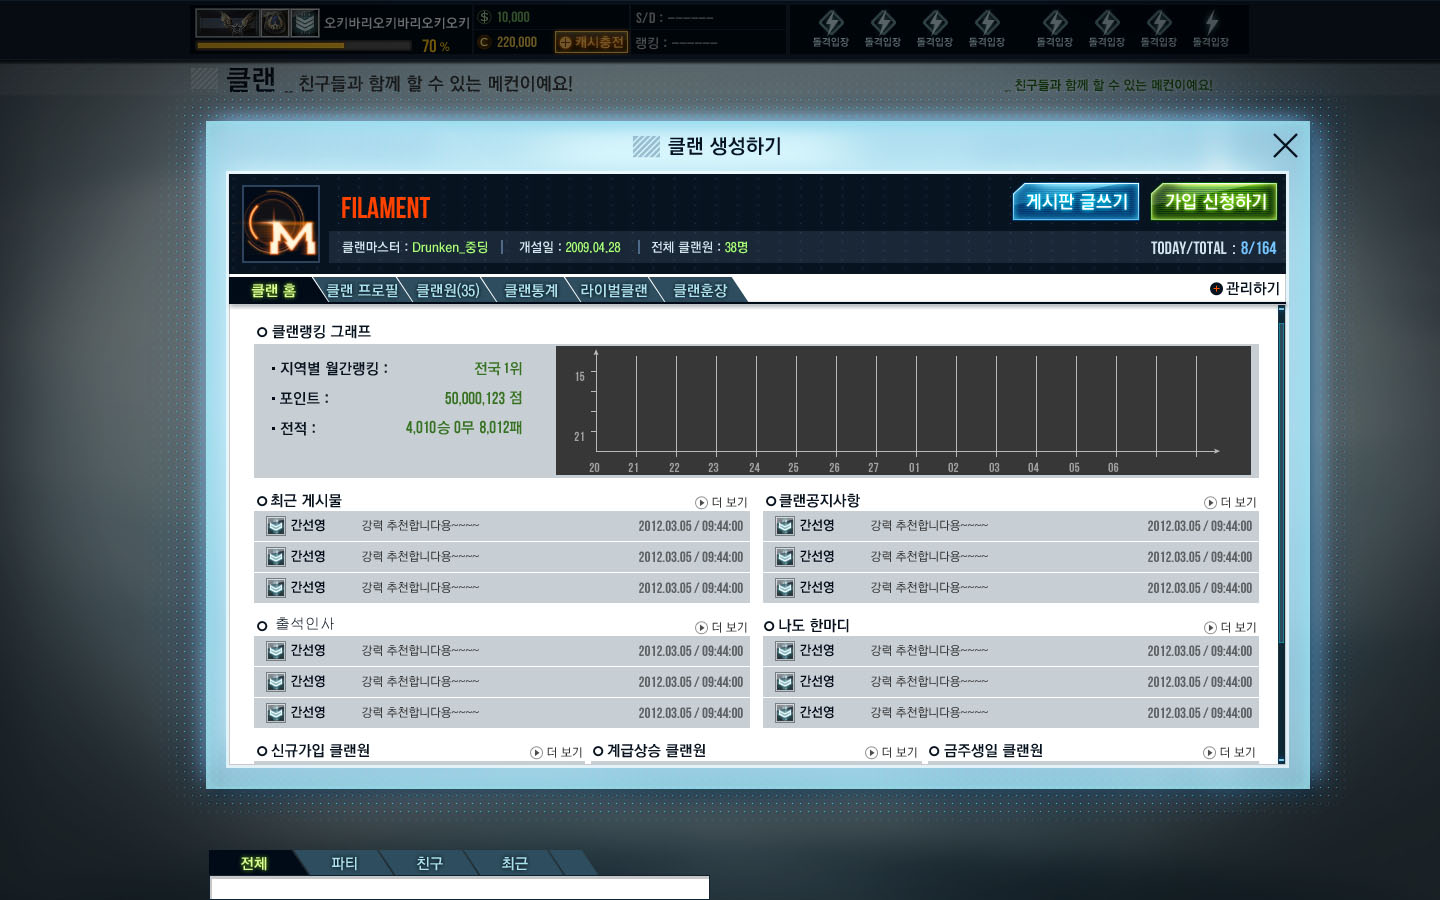 오키바리오키바리오키오키
70 %
$ 10,000
C 220,000
캐시충전
S/D : ------
랭킹 : ------
돌격입장 돌격입장 돌격입장 돌격입장 돌격입장 돌격입장 돌격입장 돌격입장
클랜 _ 친구들과 함께 할 수 있는 메컨이예요!
_ 친구들과 함께 할 수 있는 메컨이예요!
클랜 생성하기
M
FILAMENT
게시판 글쓰기
가입 신청하기
클랜마스터 : Drunken_중딩 | 개설일 : 2009.04.28 | 전체 클랜원 : 38명
TODAY/TOTAL : 8/164
클랜 홈 클랜 프로필 클랜원(35) 클랜통계 라이벌클랜 클랜훈장
관리하기
클랜랭킹 그래프
· 지역별 월간랭킹 : 전국 1위
· 포인트 : 50,000,123 점
· 전적 : 4,010승 0무 8,012패
15
21
20 21 22 23 24 25 26 27 01 02 03 04 05 06
최근 게시물 더 보기
간선영 강력 추천합니다용~~~~ 2012.03.05 / 09:44:00
간선영 강력 추천합니다용~~~~ 2012.03.05 / 09:44:00
간선영 강력 추천합니다용~~~~ 2012.03.05 / 09:44:00
클랜공지사항 더 보기
간선영 강력 추천합니다용~~~~ 2012.03.05 / 09:44:00
간선영 강력 추천합니다용~~~~ 2012.03.05 / 09:44:00
간선영 강력 추천합니다용~~~~ 2012.03.05 / 09:44:00
출석인사 더 보기
간선영 강력 추천합니다용~~~~ 2012.03.05 / 09:44:00
간선영 강력 추천합니다용~~~~ 2012.03.05 / 09:44:00
간선영 강력 추천합니다용~~~~ 2012.03.05 / 09:44:00
나도 한마디 더 보기
간선영 강력 추천합니다용~~~~ 2012.03.05 / 09:44:00
간선영 강력 추천합니다용~~~~ 2012.03.05 / 09:44:00
간선영 강력 추천합니다용~~~~ 2012.03.05 / 09:44:00
신규가입 클랜원 더 보기
계급상승 클랜원 더 보기
금주생일 클랜원 더 보기
전체 파티 친구 최근